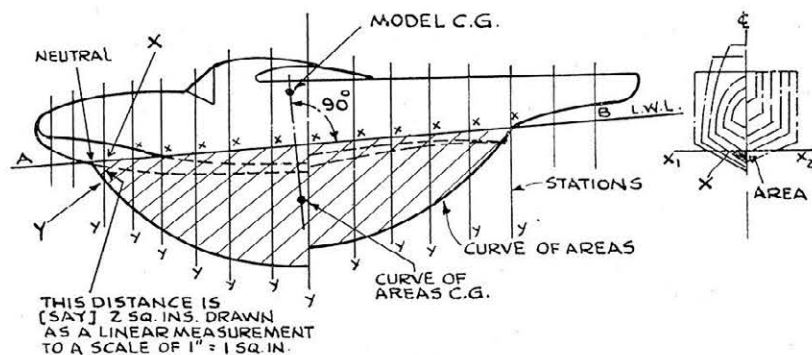 MODEL C.G.
NEUTRAL
X
90°
A
x x x x x x x x x
B
L.W.L.
Y
STATIONS
CURVE OF AREAS
CURVE OF
AREAS C.G.
y y y y y y y y y y
THIS DISTANCE IS
[SAY] 2 SQ.INS. DRAWN
AS A LINEAR MEASUREMENT
TO A SCALE OF 1" = 1 SQ.IN.
℄
X1
X2
X
AREA